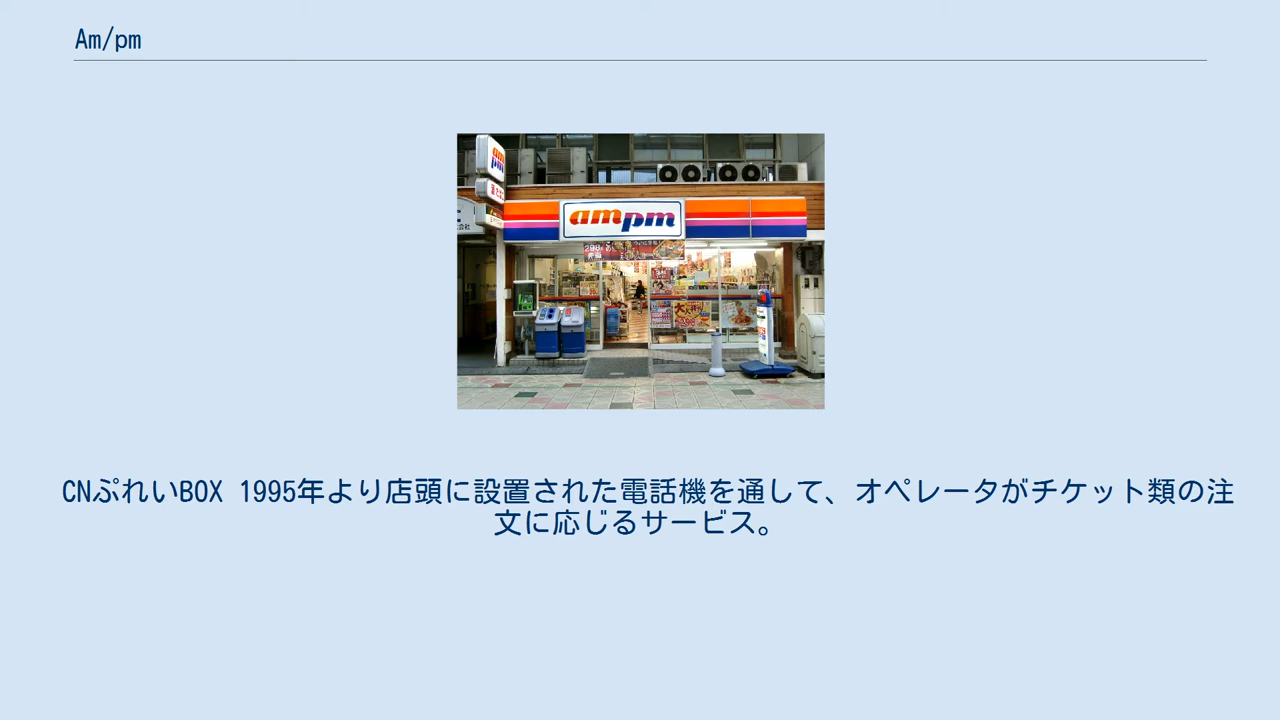 Am/pm
am
pm
ampm
CNぷれいBOX 1995年より店頭に設置された電話機を通して、オペレータがチケット類の注
文に応じるサービス。